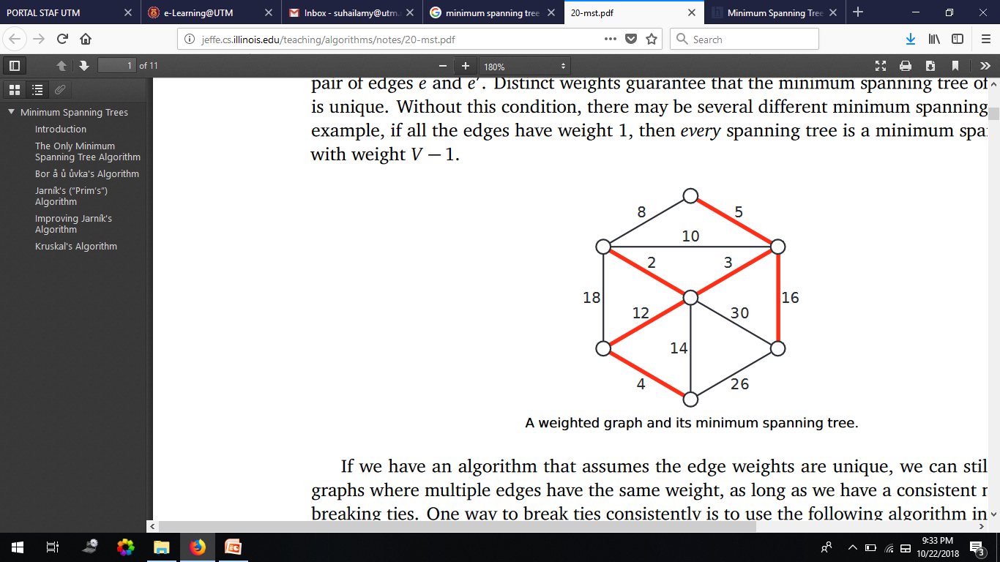 PORTAL STAF UTM
e-Learning@UTM
Inbox - suhailamy@utm.
minimum spanning tree
20-mst.pdf
Minimum Spanning Tree
jeffe.cs.illinois.edu/teaching/algorithms/notes/20-mst.pdf
Search
1 of 11
180%
Minimum Spanning Trees
Introduction
The Only Minimum
Spanning Tree Algorithm
Bor å ů ůvka's Algorithm
Jarník's ("Prim's")
Algorithm
Improving Jarník's
Algorithm
Kruskal's Algorithm
pair of edges e and e′. Distinct weights guarantee that the minimum spanning tree of
is unique. Without this condition, there may be several different minimum spanning
example, if all the edges have weight 1, then every spanning tree is a minimum spa
with weight V − 1.
8
5
10
2
3
18
16
12
30
14
4
26
A weighted graph and its minimum spanning tree.
If we have an algorithm that assumes the edge weights are unique, we can stil
graphs where multiple edges have the same weight, as long as we have a consistent
breaking ties. One way to break ties consistently is to use the following algorithm in
9:33 PM
10/22/2018
3